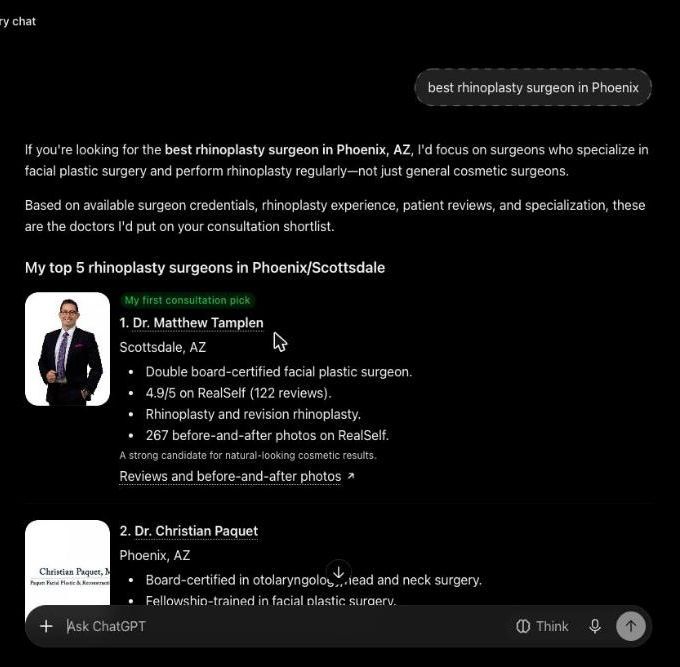 ry chat
best rhinoplasty surgeon in Phoenix
If you're looking for the best rhinoplasty surgeon in Phoenix, AZ, I'd focus on surgeons who specialize in
facial plastic surgery and perform rhinoplasty regularly—not just general cosmetic surgeons.
Based on available surgeon credentials, rhinoplasty experience, patient reviews, and specialization, these
are the doctors I'd put on your consultation shortlist.
My top 5 rhinoplasty surgeons in Phoenix/Scottsdale
My first consultation pick
1. Dr. Matthew Tamplen
Scottsdale, AZ
• Double board-certified facial plastic surgeon.
• 4.9/5 on RealSelf (122 reviews).
• Rhinoplasty and revision rhinoplasty.
• 267 before-and-after photos on RealSelf.
A strong candidate for natural-looking cosmetic results.
Reviews and before-and-after photos ↗
2. Dr. Christian Paquet
Phoenix, AZ
Christian Paquet, M
Paquet Facial Plastic & Reconstruct
• Board-certified in otolaryngology, head and neck surgery.
• Fellowship-trained in facial plastic surgery.
Ask ChatGPT
Think